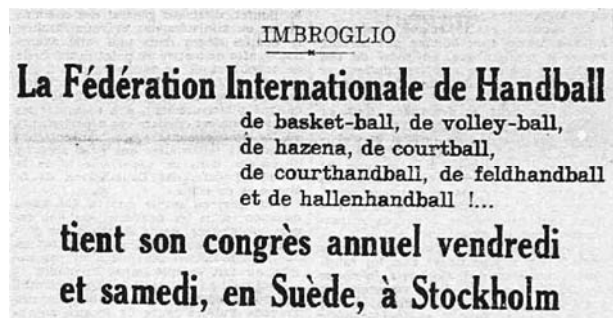 IMBROGLIO
La Fédération Internationale de Handball
de basket-ball, de volley-ball,
de hazena, de courtball,
de courthandball, de feldhandball
et de hallenhandball !...
tient son congrès annuel vendredi
et samedi, en Suède, à Stockholm